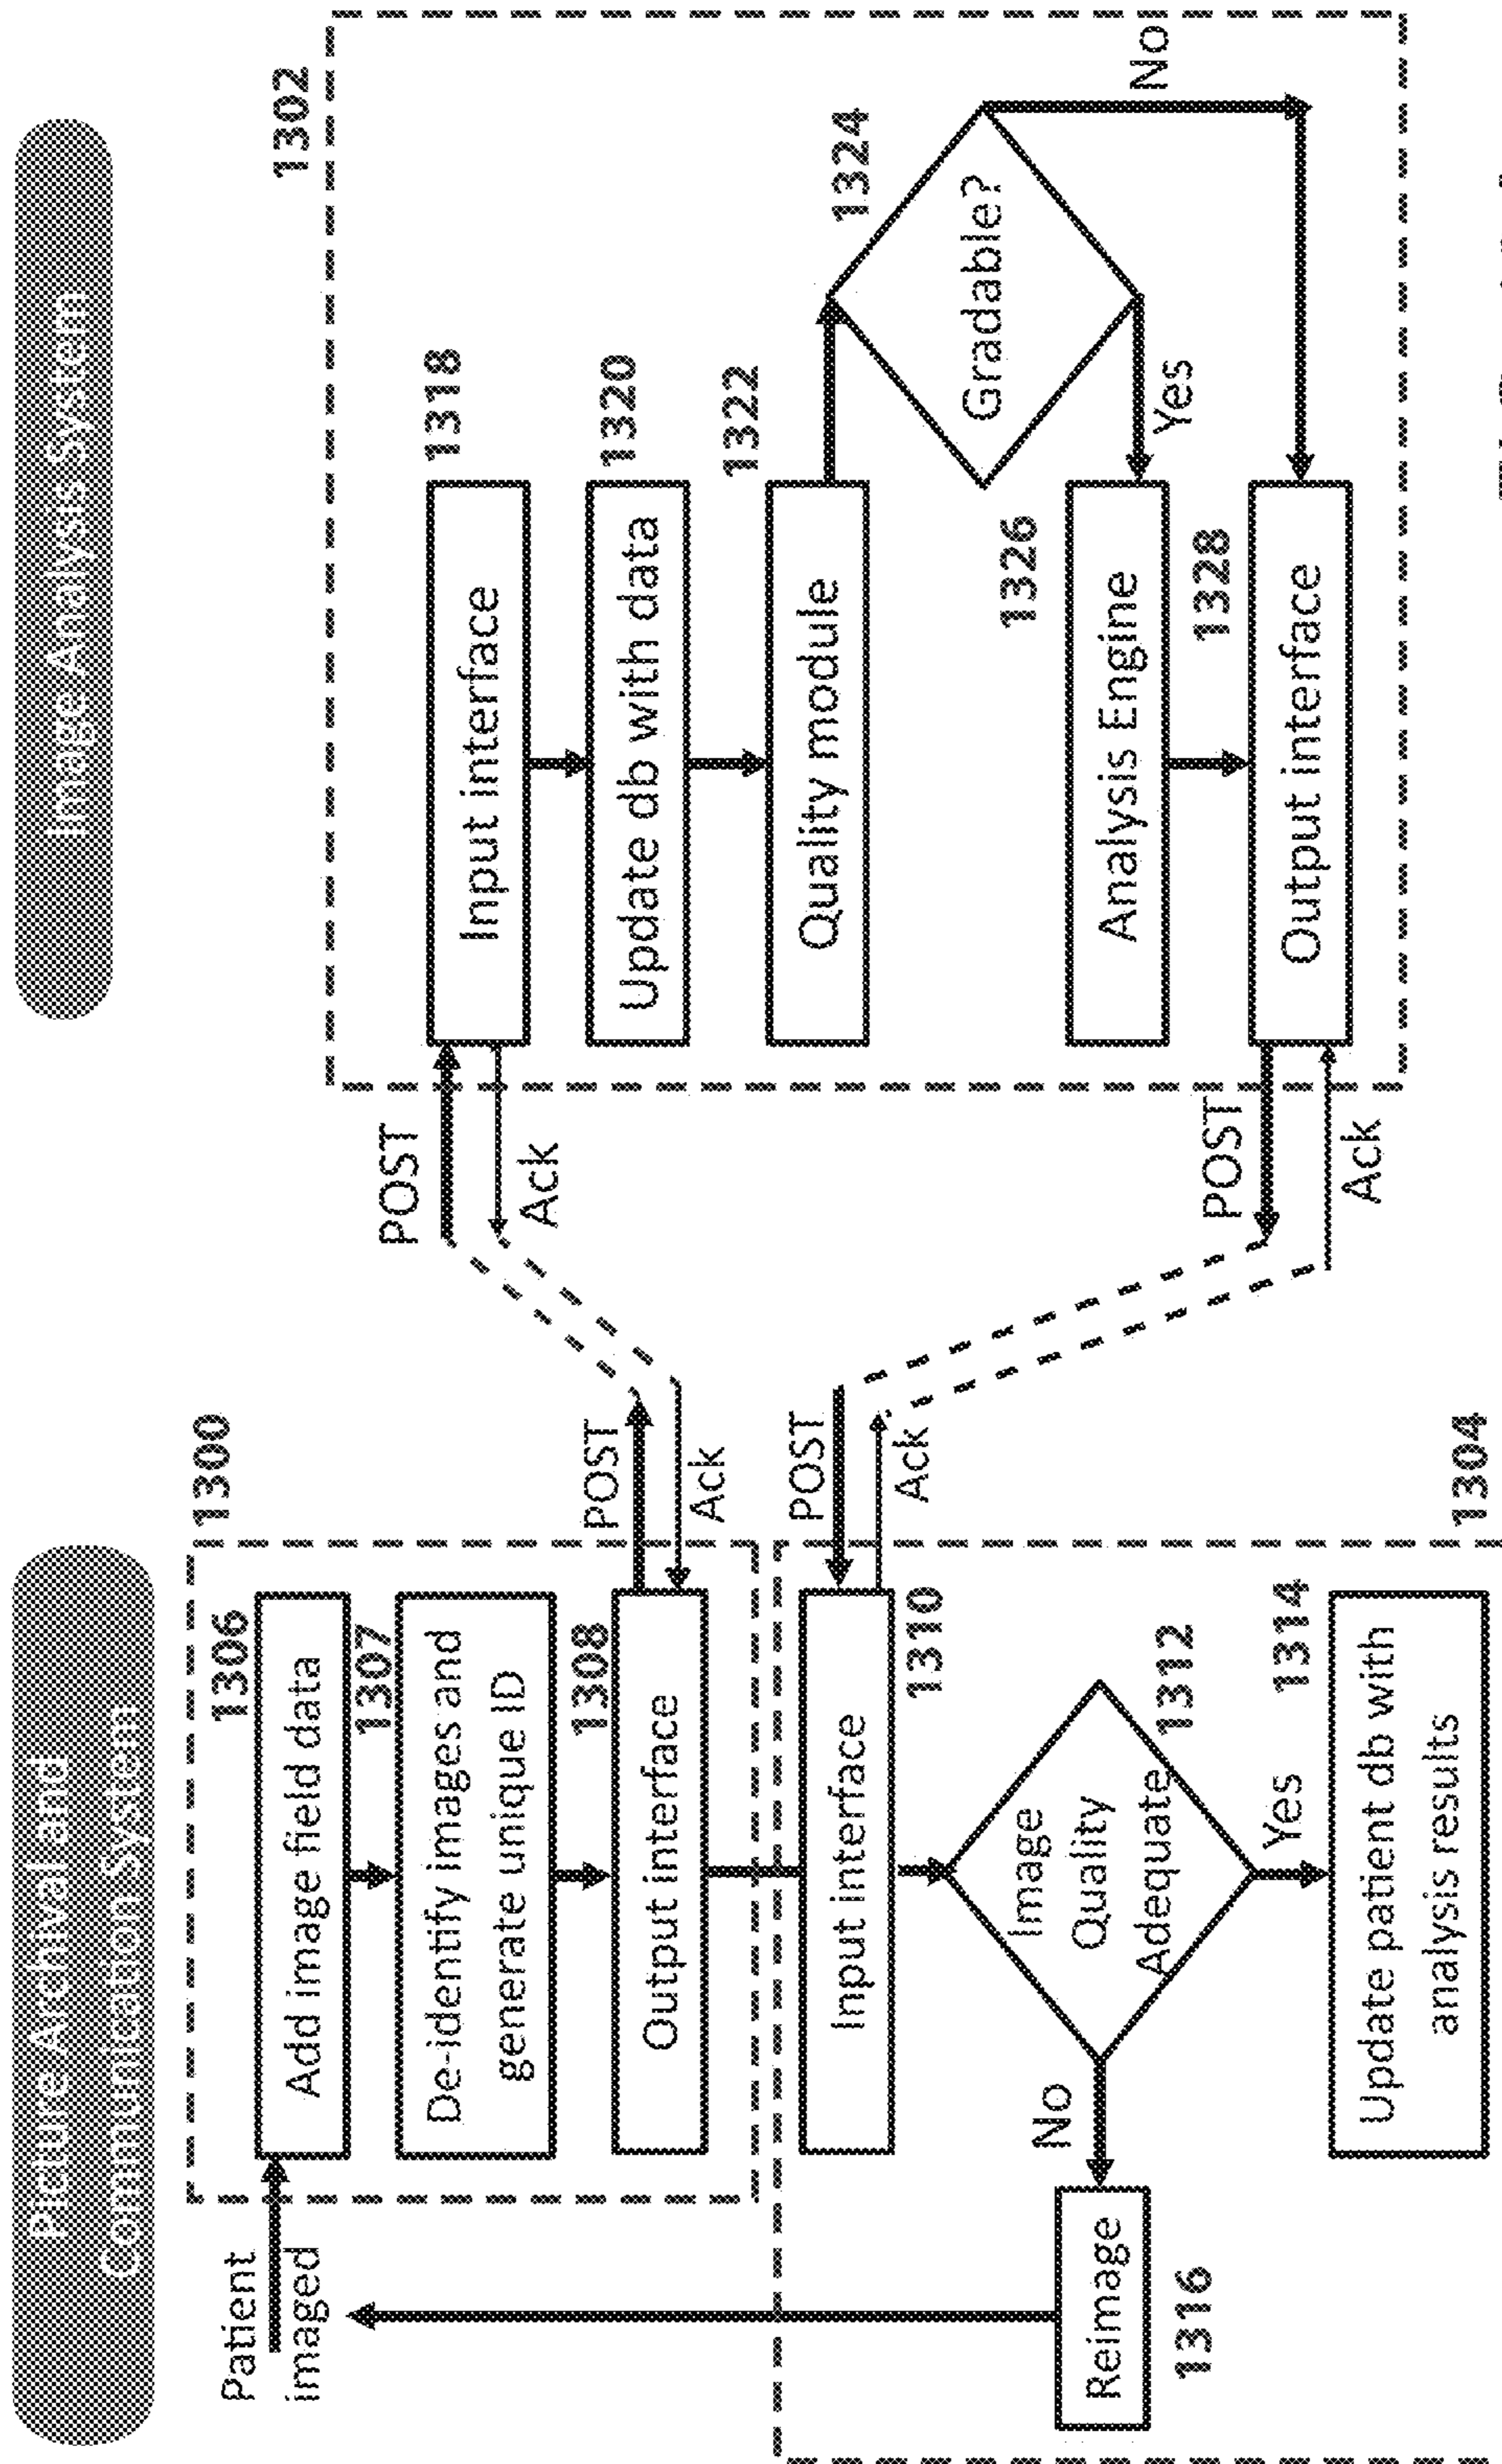 Picture Archival and
Communication System
Image Analysis System
1300
1302
Patient
imaged
1306
Add image field data
1307
De-identify images and
generate unique ID
1308
Output interface
POST
Ack
POST
Ack
1318
Input interface
1320
Update db with data
1322
Quality module
1324
Gradable?
No
Yes
1326
Analysis Engine
1328
Output interface
POST
Ack
POST
Ack
Input interface
1310
Image
Quality
Adequate
1312
No
Reimage
1316
Yes
1314
Update patient db with
analysis results
1304